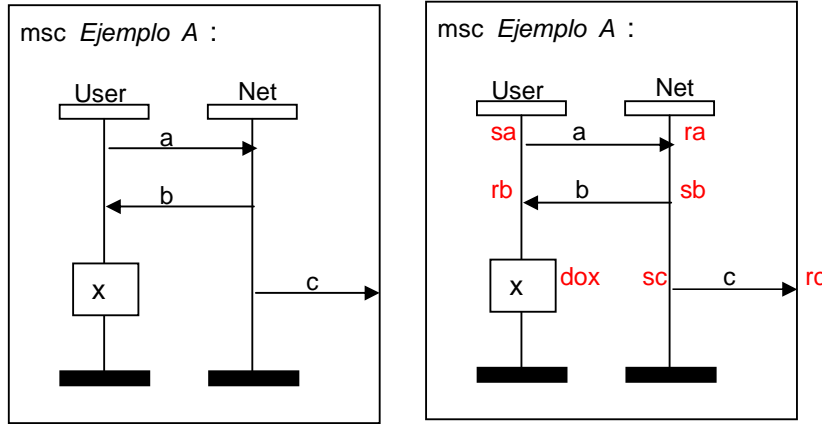 msc Ejemplo A :
User Net
a
b
x
c
msc Ejemplo A :
User Net
sa a ra
rb b sb
x dox sc c